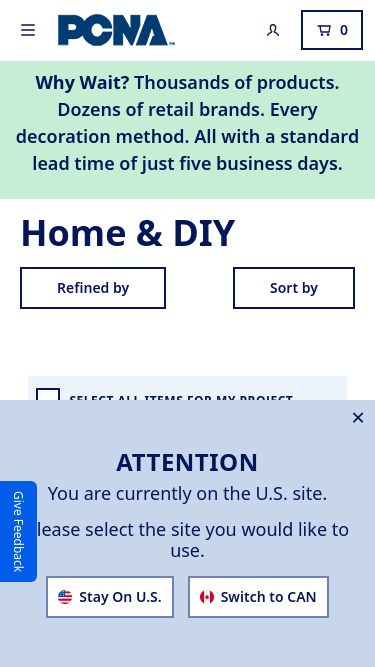 PCNA
0
Why Wait? Thousands of products.
Dozens of retail brands. Every
decoration method. All with a standard
lead time of just five business days.
Home & DIY
Refined by
Sort by
SELECT ALL ITEMS FOR MY PROJECT
×
ATTENTION
You are currently on the U.S. site.
lease select the site you would like to
use.
Give Feedback
Stay On U.S.
Switch to CAN